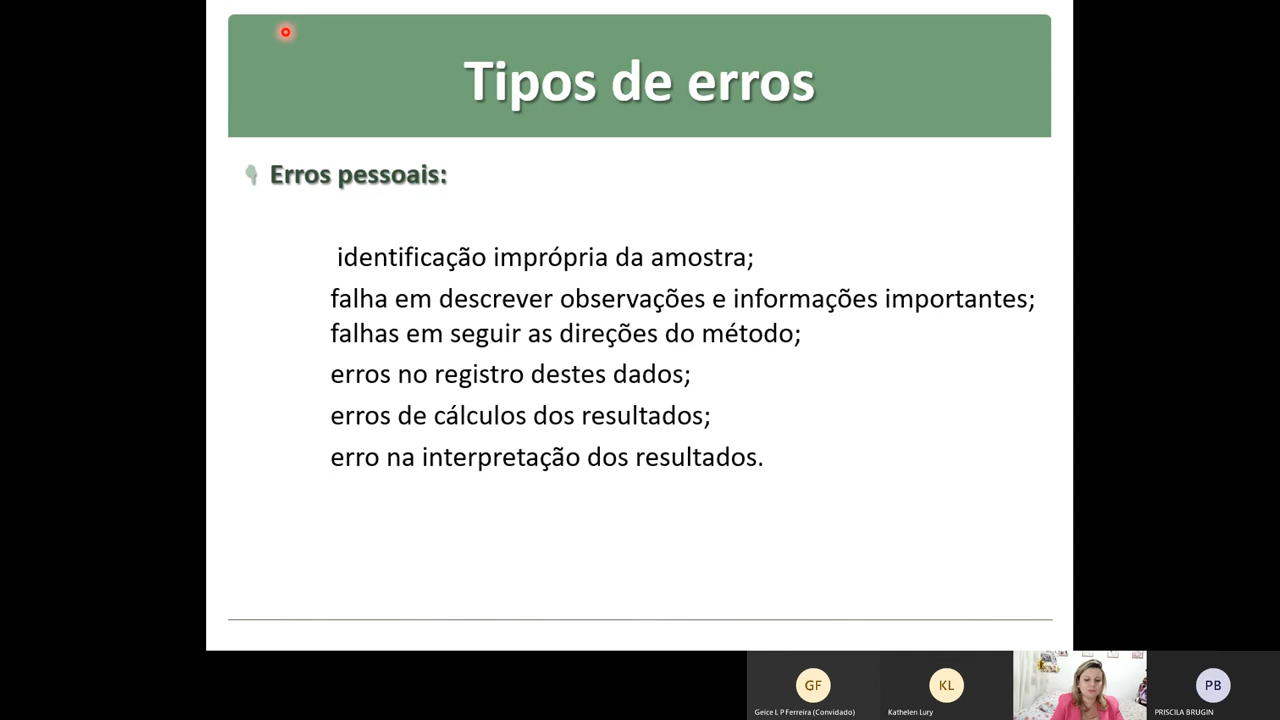 Tipos de erros
Erros pessoais:
identificação imprópria da amostra;
falha em descrever observações e informações importantes;
falhas em seguir as direções do método;
erros no registro destes dados;
erros de cálculos dos resultados;
erro na interpretação dos resultados.
GF
KL
PB
Geice L P Ferreira (Convidado)
Kathelen Lury
PRISCILA BRUGIN